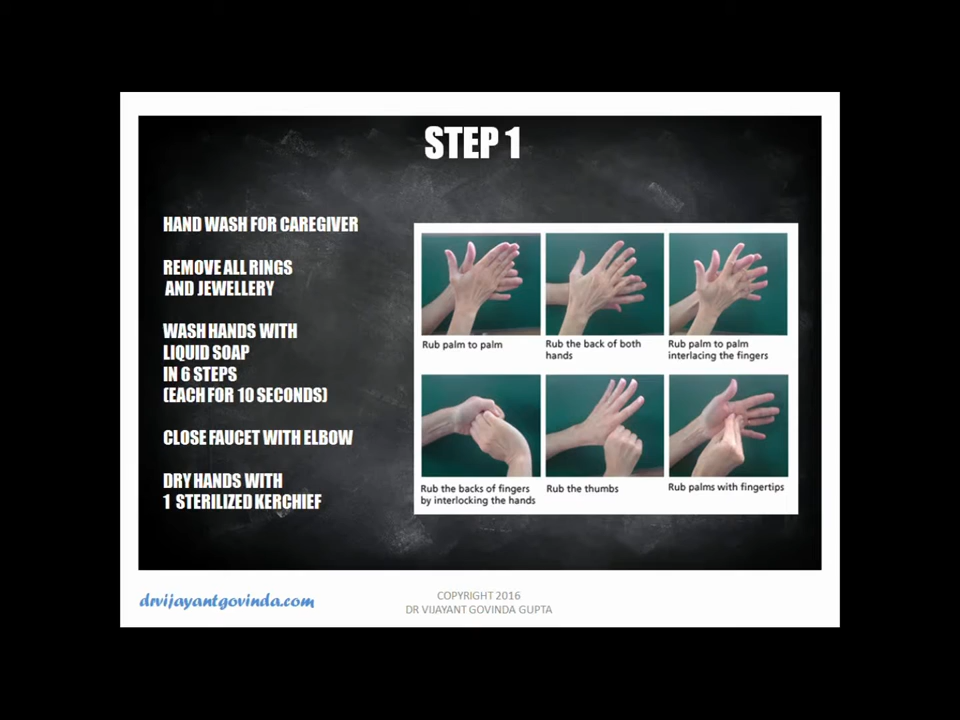 STEP 1
HAND WASH FOR CAREGIVER
REMOVE ALL RINGS
AND JEWELLERY
WASH HANDS WITH
LIQUID SOAP
IN 6 STEPS
(EACH FOR 10 SECONDS)
CLOSE FAUCET WITH ELBOW
DRY HANDS WITH
1 STERILIZED KERCHIEF
Rub palm to palm
Rub the back of both
hands
Rub palm to palm
interlacing the fingers
Rub the backs of fingers
by interlocking the hands
Rub the thumbs
Rub palms with fingertips
drvijayantgovinda.com
COPYRIGHT 2016
DR VIJAYANT GOVINDA GUPTA